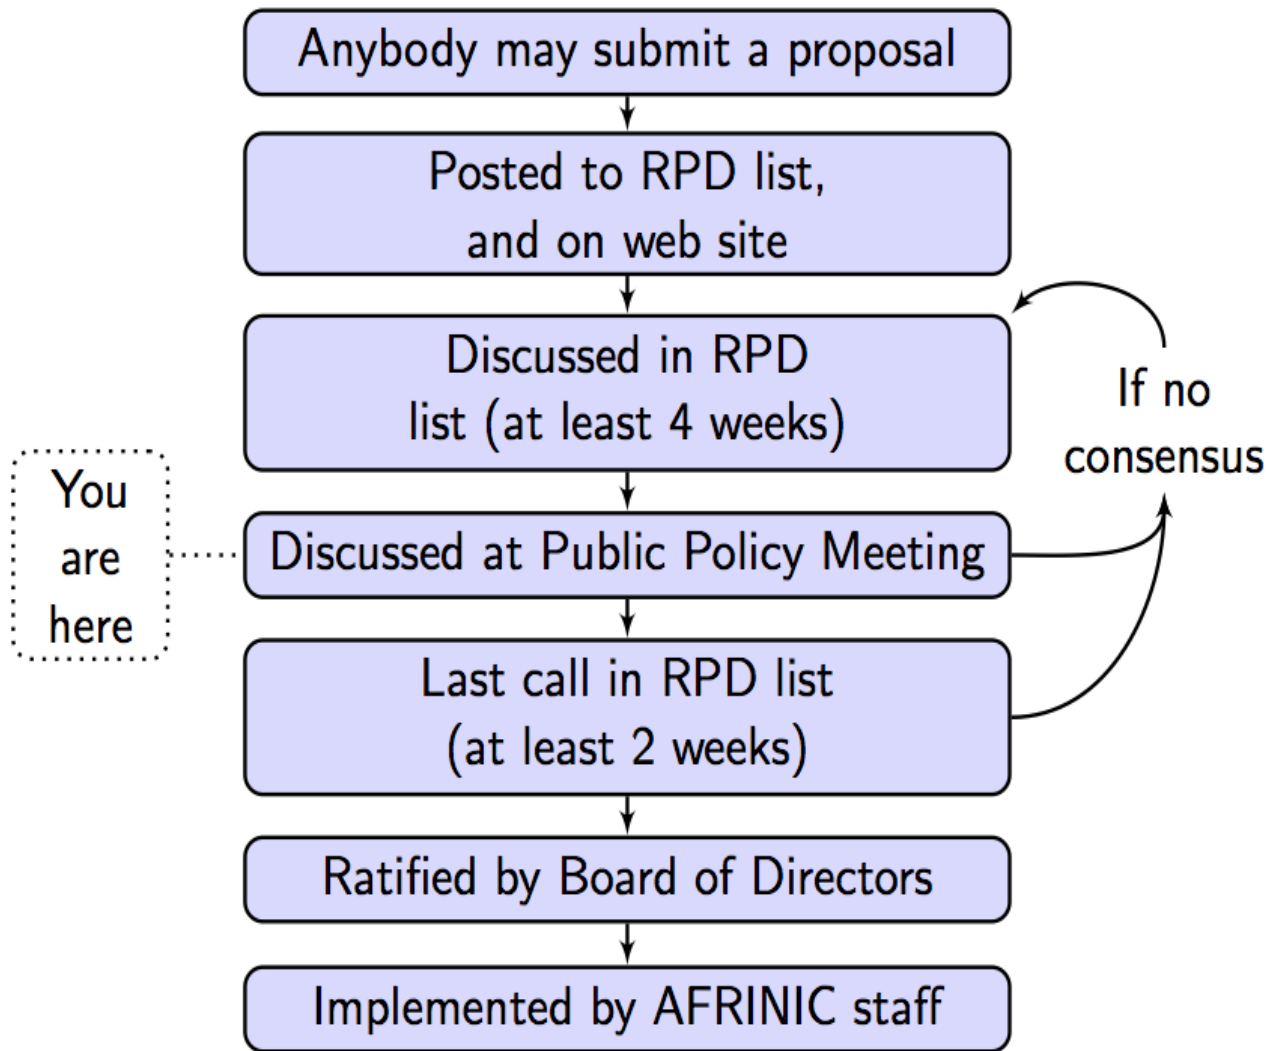 Anybody may submit a proposal
Posted to RPD list,
and on web site
Discussed in RPD
list (at least 4 weeks)
If no
consensus
You
are
here
Discussed at Public Policy Meeting
Last call in RPD list
(at least 2 weeks)
Ratified by Board of Directors
Implemented by AFRINIC staff